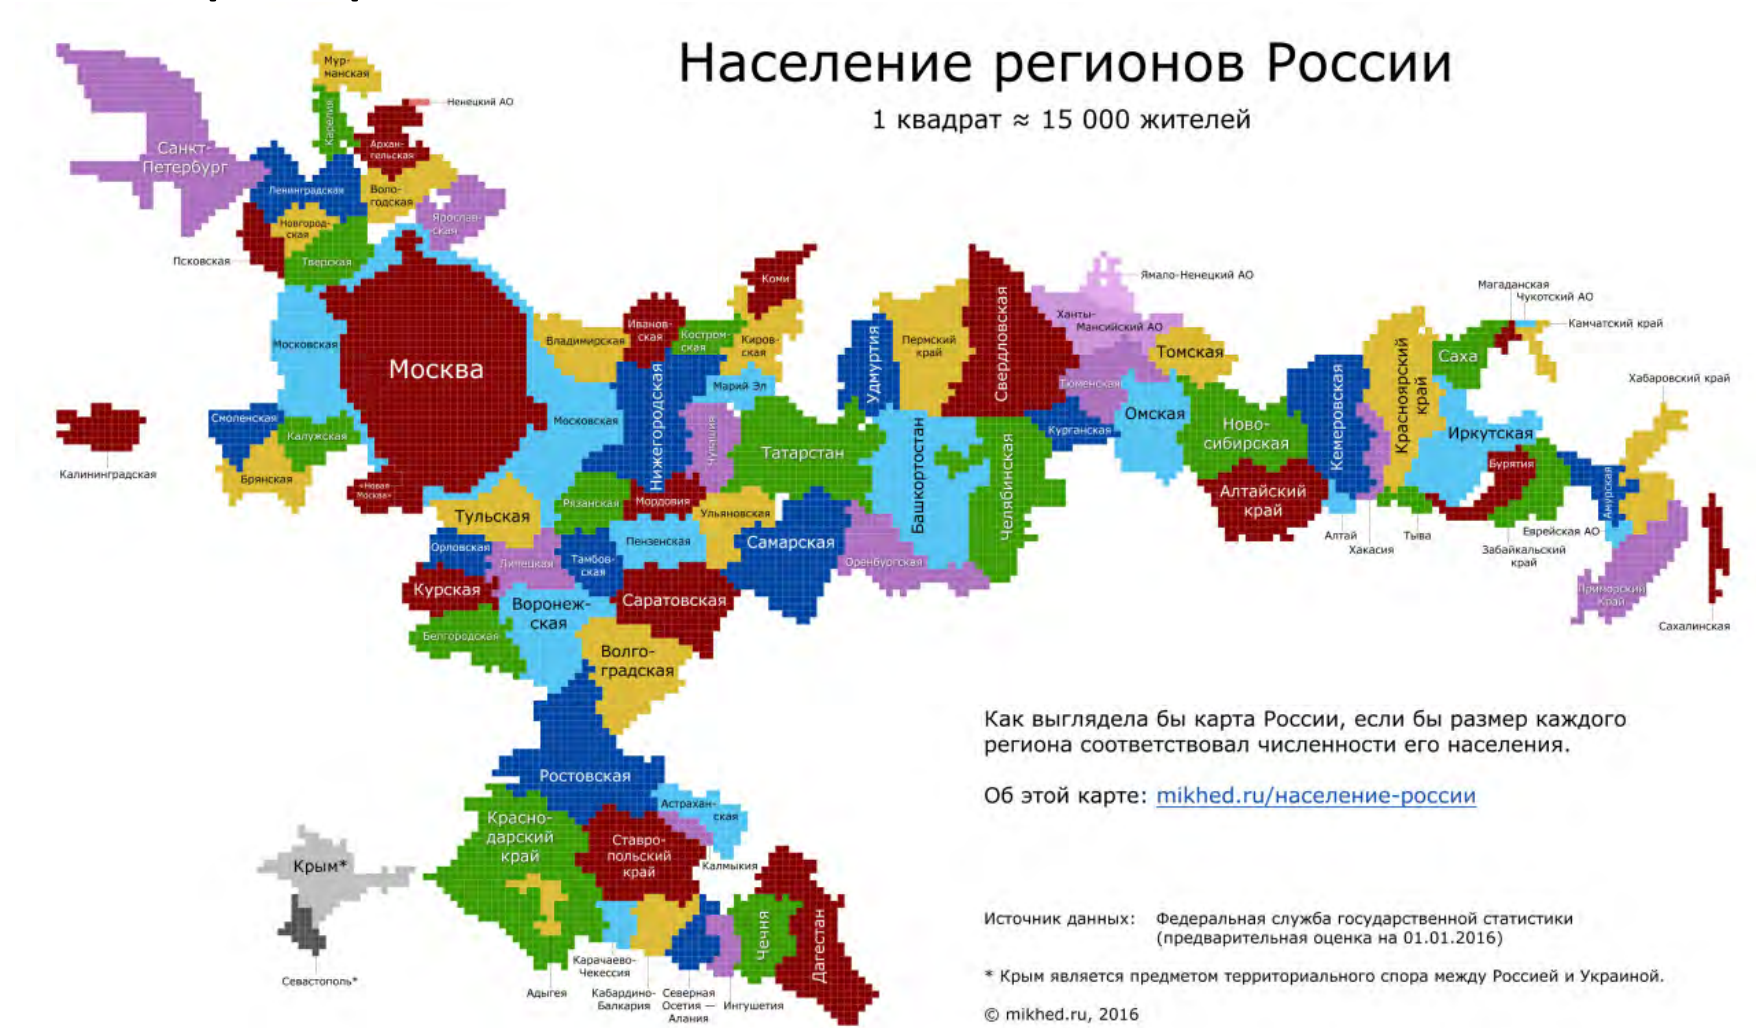 Население регионов России
1 квадрат ≈ 15 000 жителей
Мур-
манская
Карелия
Ненецкий АО
Архан-
гельская
Санкт-
Петербург
Ленинградская
Воло-
годская
Ярослав-
ская
Новгород-
ская
Псковская
Тверская
Московская
Москва
Владимирская
Иванов-
ская
Костром-
ская
Киров-
ская
Коми
Марий Эл
Нижегородская
Московская
Чувашия
Татарстан
Удмуртия
Пермский
край
Свердловская
Ямало-Ненецкий АО
Ханты-
Мансийский АО
Тюменская
Томская
Курганская
Омская
Ново-
сибирская
Кемеровская
Красноярский
край
Саха
Магаданская
Чукотский АО
Камчатский край
Хабаровский край
Иркутская
Бурятия
Амурская
Алтайский
край
Алтай
Хакасия
Тыва
Забайкальский
край
Еврейская АО
Приморский
Край
Сахалинская
Калининградская
Смоленская
Калужская
Брянская
«Новая
Москва»
Тульская
Рязанская
Мордовия
Ульяновская
Самарская
Башкортостан
Челябинская
Оренбургская
Орловская
Липецкая
Тамбов-
ская
Пензенская
Курская
Воронеж-
ская
Саратовская
Белгородская
Волго-
градская
Ростовская
Астрахан-
ская
Красно-
дарский
край
Ставро-
польский
край
Калмыкия
Крым*
Севастополь*
Адыгея
Карачаево-
Чекессия
Кабардино-
Балкария
Северная
Осетия —
Алания
Ингушетия
Чечня
Дагестан
Как выглядела бы карта России, если бы размер каждого
региона соответствовал численности его населения.
Об этой карте: mikhed.ru/население-россии
Источник данных: Федеральная служба государственной статистики
(предварительная оценка на 01.01.2016)
* Крым является предметом территориального спора между Россией и Украиной.
© mikhed.ru, 2016